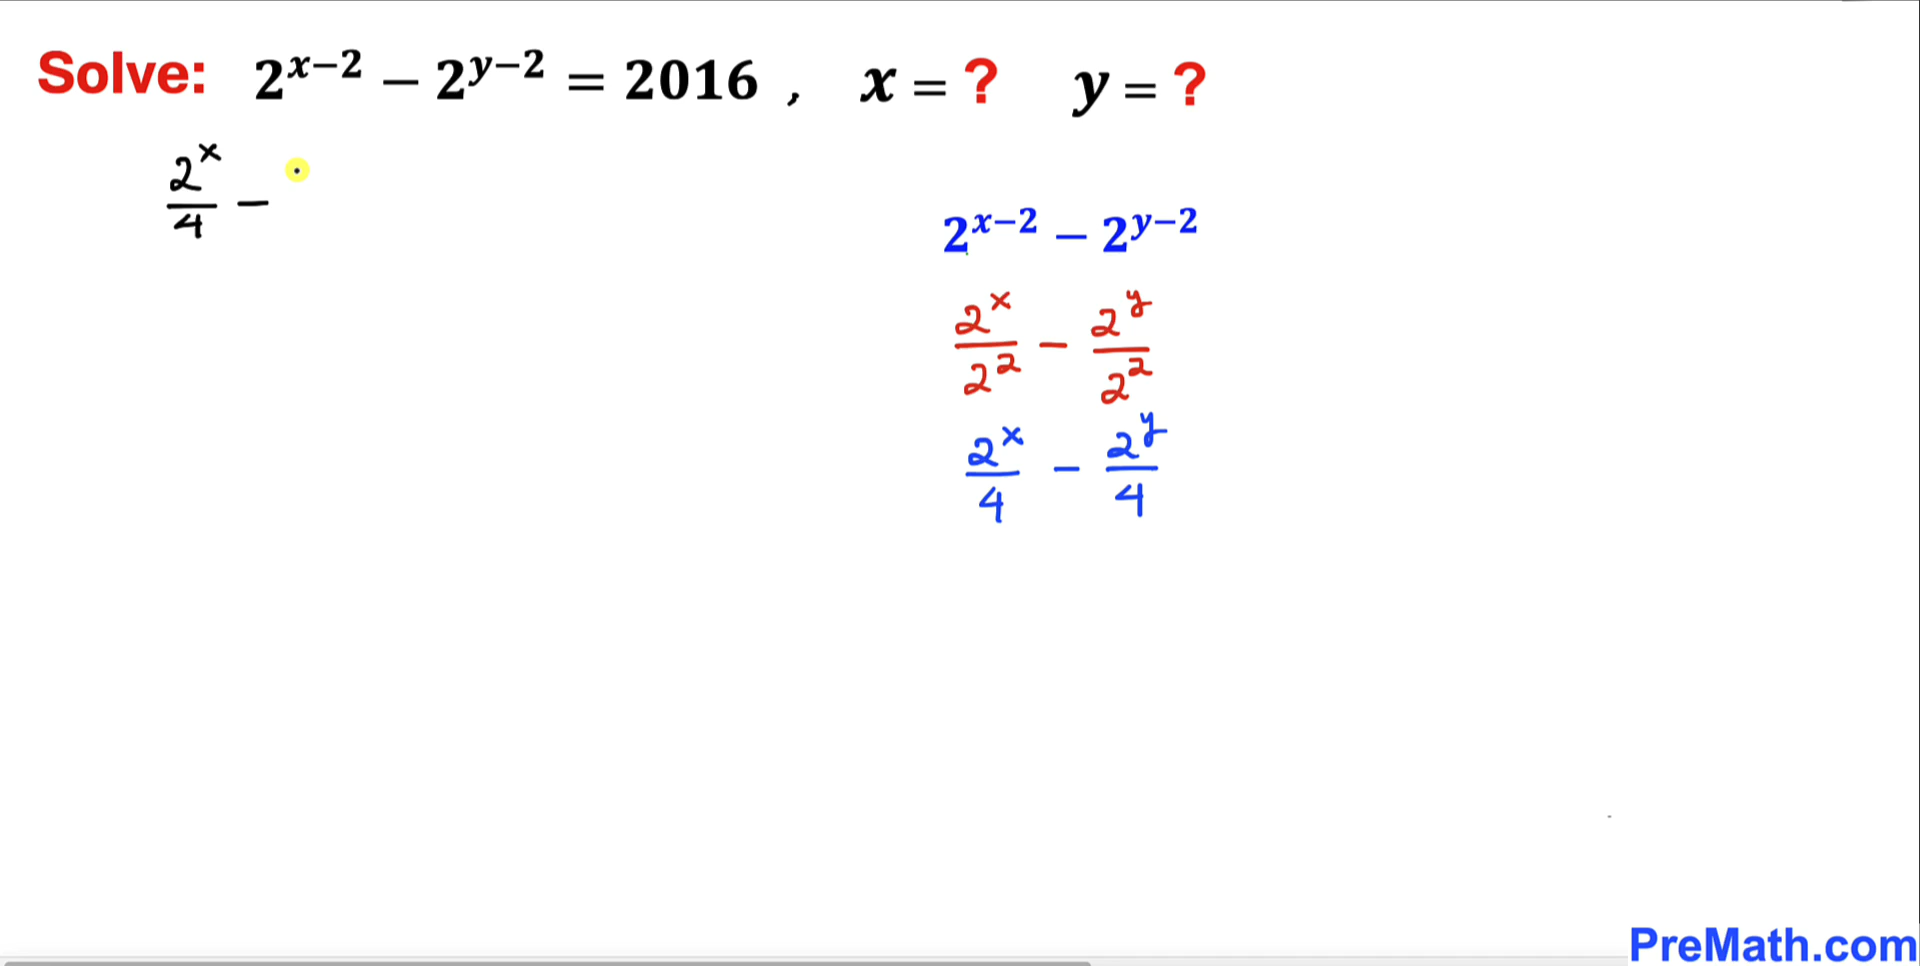 Solve: 2^{x-2} - 2^{y-2} = 2016 , x = ? y = ?
2^x/4 -
2^{x-2} - 2^{y-2}
2^x/2^2 - 2^y/2^2
2^x/4 - 2^y/4
PreMath.com